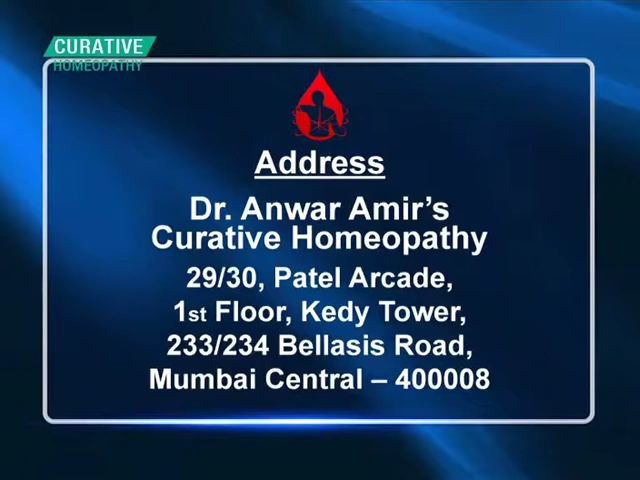 CURATIVE
HOMEOPATHY
Address
Dr. Anwar Amir’s
Curative Homeopathy
29/30, Patel Arcade,
1st Floor, Kedy Tower,
233/234 Bellasis Road,
Mumbai Central – 400008